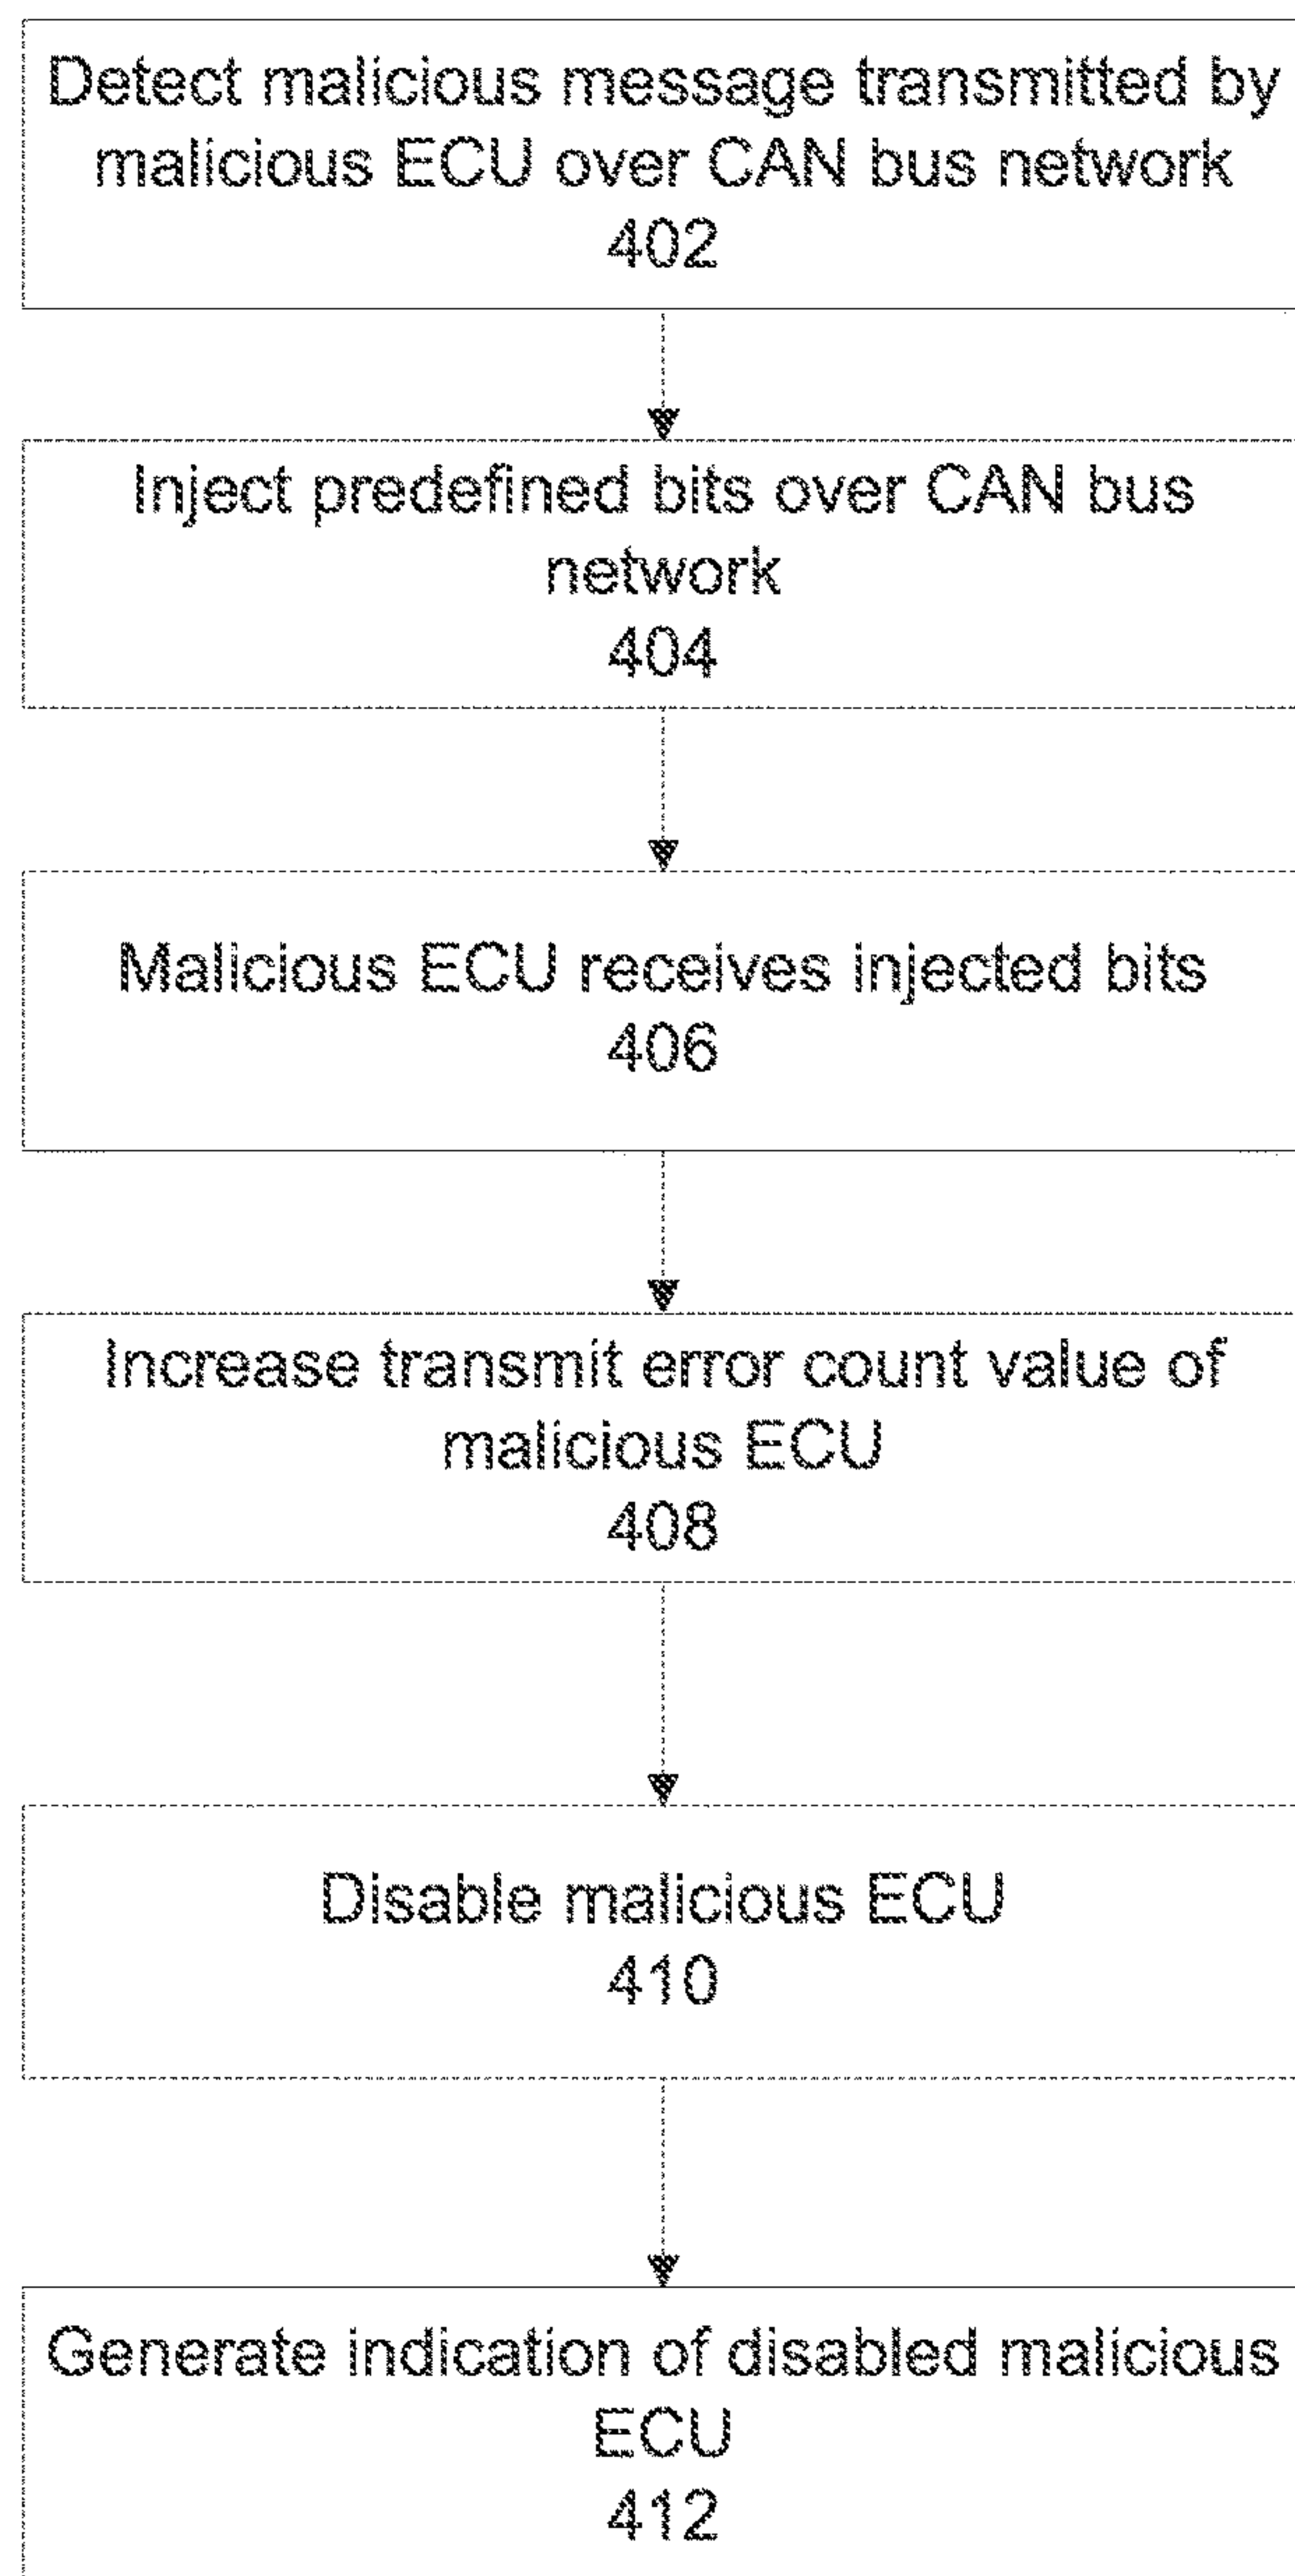 Detect malicious message transmitted by
malicious ECU over CAN bus network
402
Inject predefined bits over CAN bus
network
404
Malicious ECU receives injected bits
406
Increase transmit error count value of
malicious ECU
408
Disable malicious ECU
410
Generate indication of disabled malicious
ECU
412